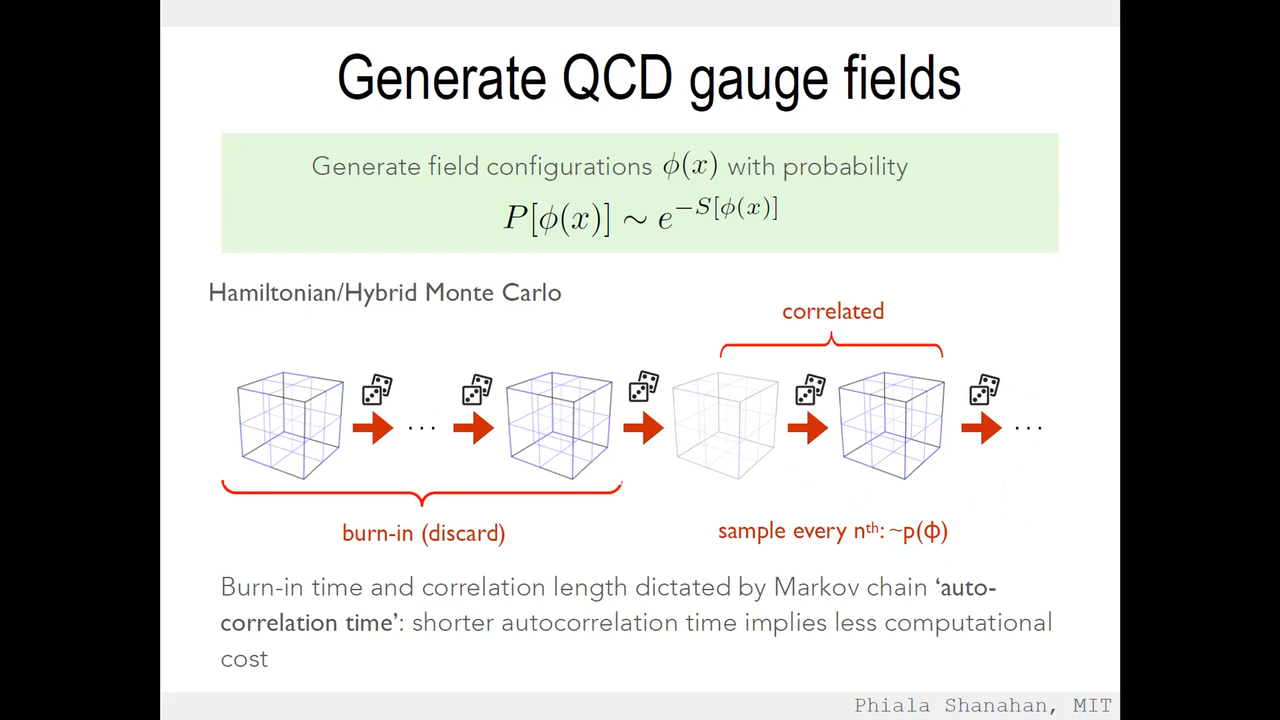 Generate QCD gauge fields
Generate field configurations ϕ(x) with probability
P[ϕ(x)] ∼ e^{−S[ϕ(x)]}
Hamiltonian/Hybrid Monte Carlo
correlated
...
...
burn-in (discard)
sample every nᵗʰ: ~p(Φ)
Burn-in time and correlation length dictated by Markov chain ‘auto-
correlation time’: shorter autocorrelation time implies less computational
cost
Phiala Shanahan, MIT